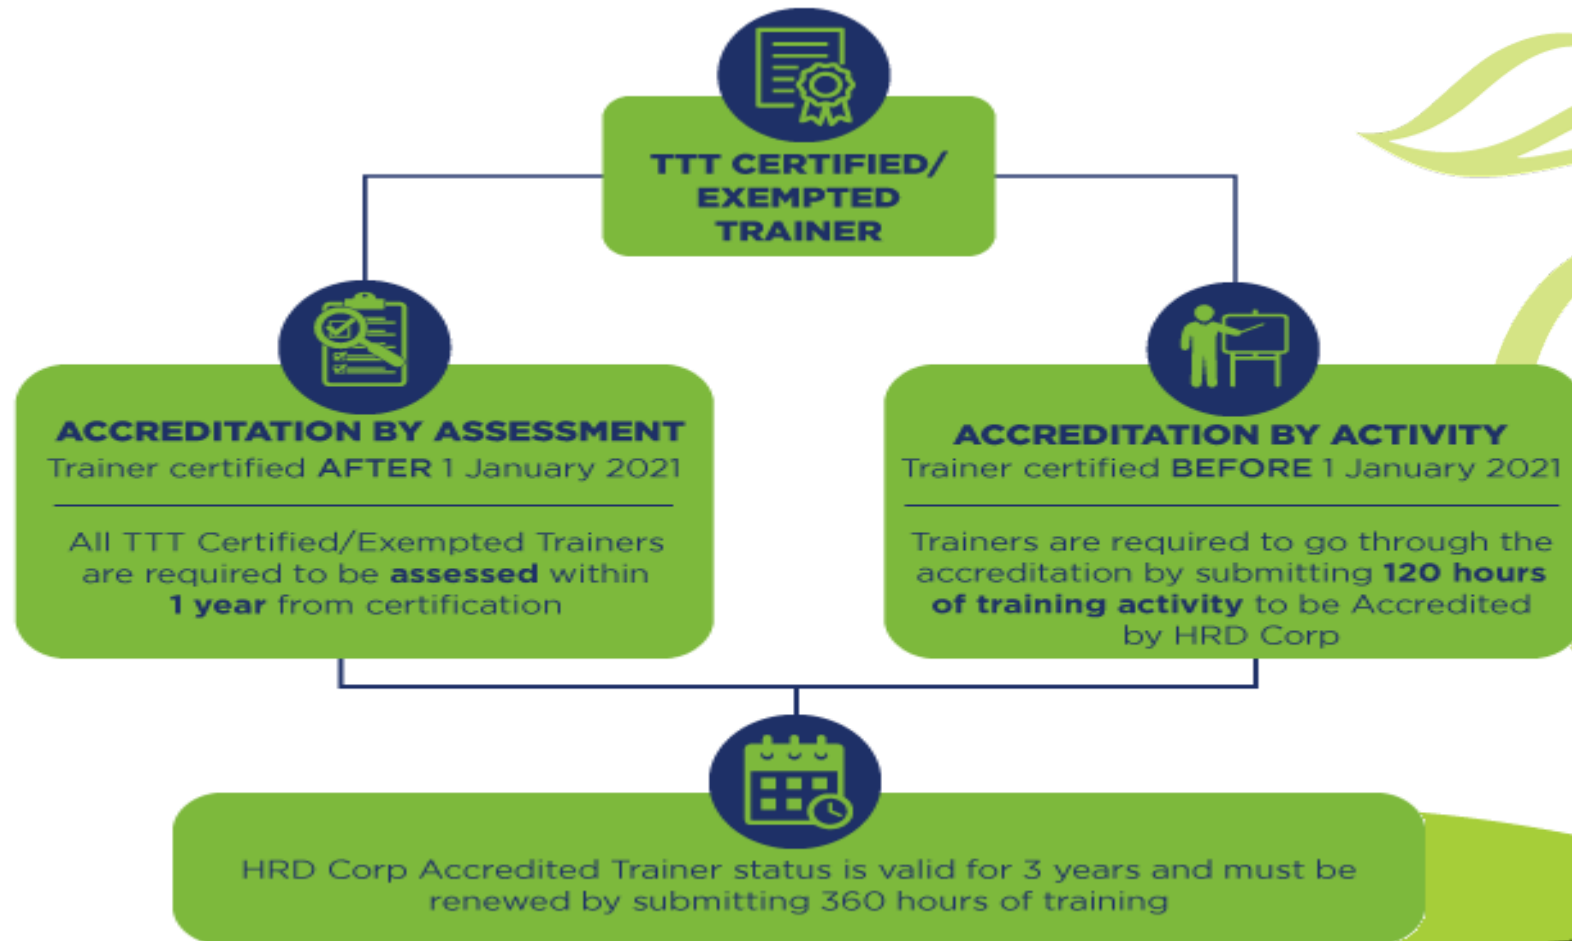 TTT CERTIFIED/
EXEMPTED
TRAINER
ACCREDITATION BY ASSESSMENT
Trainer certified AFTER 1 January 2021
All TTT Certified/Exempted Trainers
are required to be assessed within
1 year from certification
ACCREDITATION BY ACTIVITY
Trainer certified BEFORE 1 January 2021
Trainers are required to go through the
accreditation by submitting 120 hours
of training activity to be Accredited
by HRD Corp
HRD Corp Accredited Trainer status is valid for 3 years and must be
renewed by submitting 360 hours of training